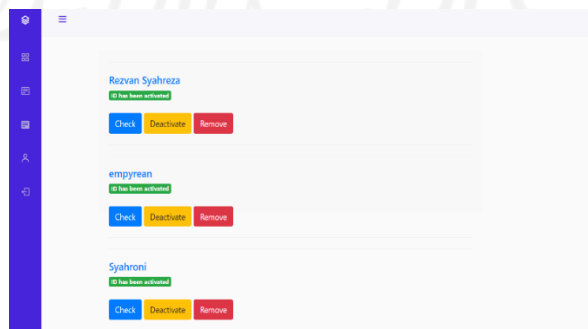 Rezvan Syahreza
ID has been activated
Check Deactivate Remove
empyrean
ID has been activated
Check Deactivate Remove
Syahroni
ID has been activated
Check Deactivate Remove